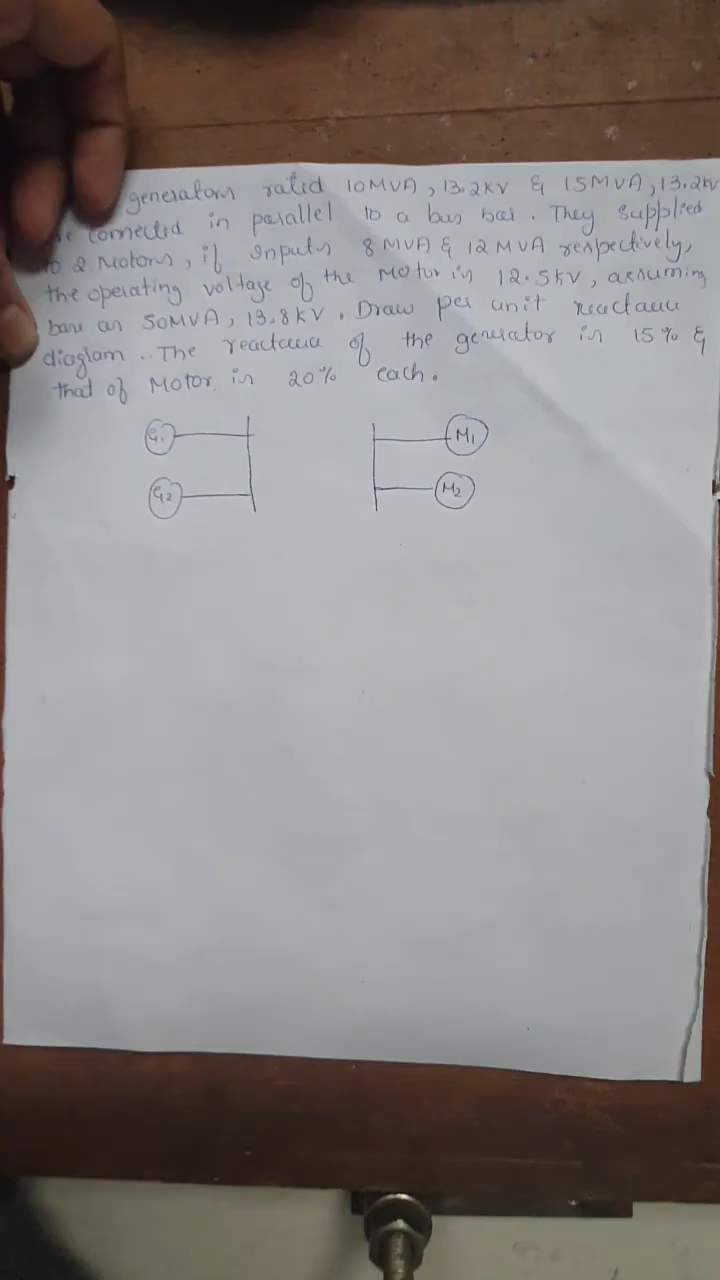 generators rated 10MVA, 13.2KV & 15MVA, 13.2KV
connected in parallel to a bus bar. They supplied
to 2 Motors, if Inputs 8 MVA & 12 MVA respectively,
the operating voltage of the Motor is 12.5KV, assuming
base as 50MVA, 13.8KV. Draw per unit reactance
diagram. The reactance of the generator is 15% &
that of Motor is 20% each.
G1 M1
G2 M2